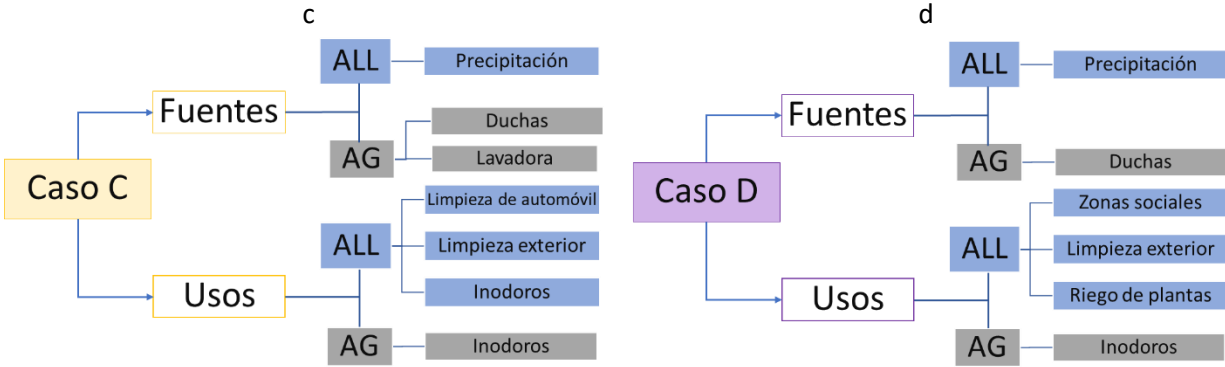 c
Caso C
Fuentes
ALL
Precipitación
AG
Duchas
Lavadora
Usos
ALL
Limpieza de automóvil
Limpieza exterior
Inodoros
AG
Inodoros
d
Caso D
Fuentes
ALL
Precipitación
AG
Duchas
Usos
ALL
Zonas sociales
Limpieza exterior
Riego de plantas
AG
Inodoros